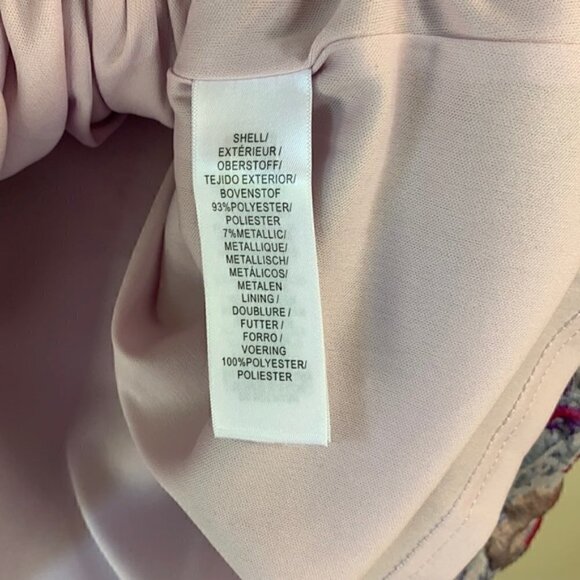 SHELL/
EXTÉRIEUR /
OBERSTOFF/
TEJIDO EXTERIOR/
BOVENSTOF
93%POLYESTER/
POLIESTER
7%METALLIC/
METALLIQUE/
METALLISCH/
METÁLICOS/
METALEN
LINING /
DOUBLURE /
FUTTER /
FORRO /
VOERING
100%POLYESTER/
POLIESTER